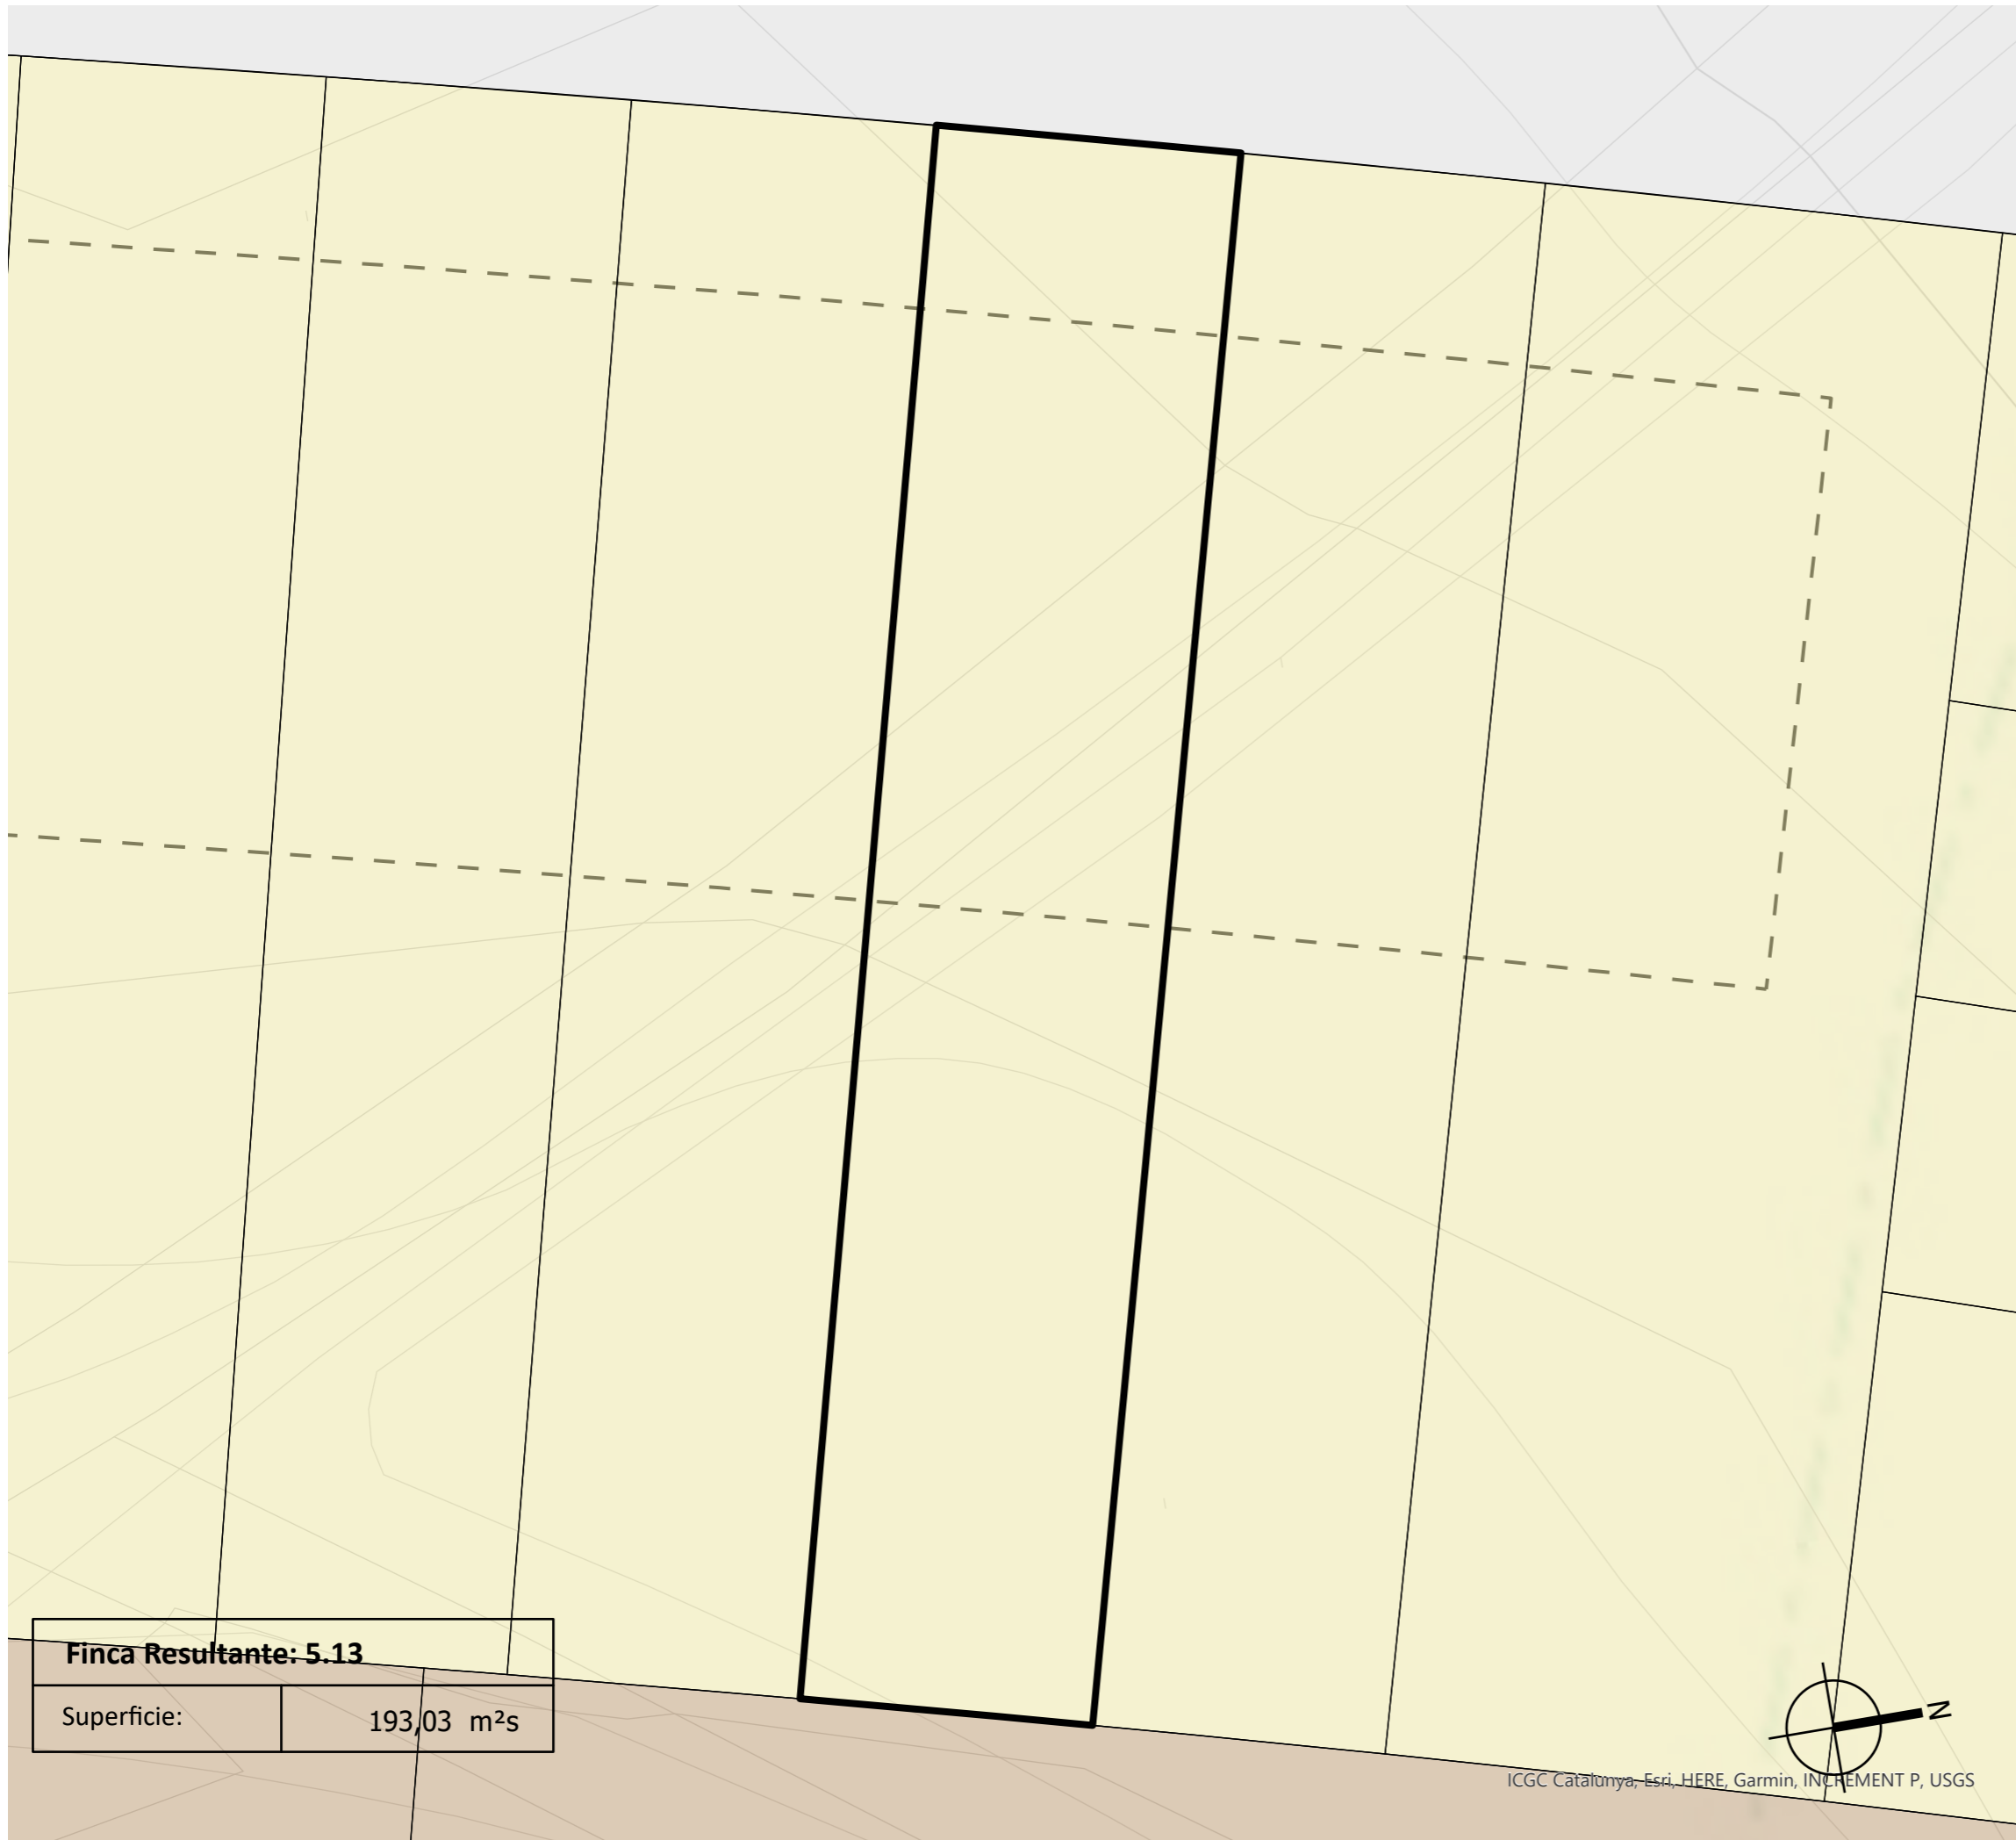 Finca Resultante: 5.13
Superficie: 193,03 m²s
N
ICGC Catalunya, Esri, HERE, Garmin, INCREMENT P, USGS